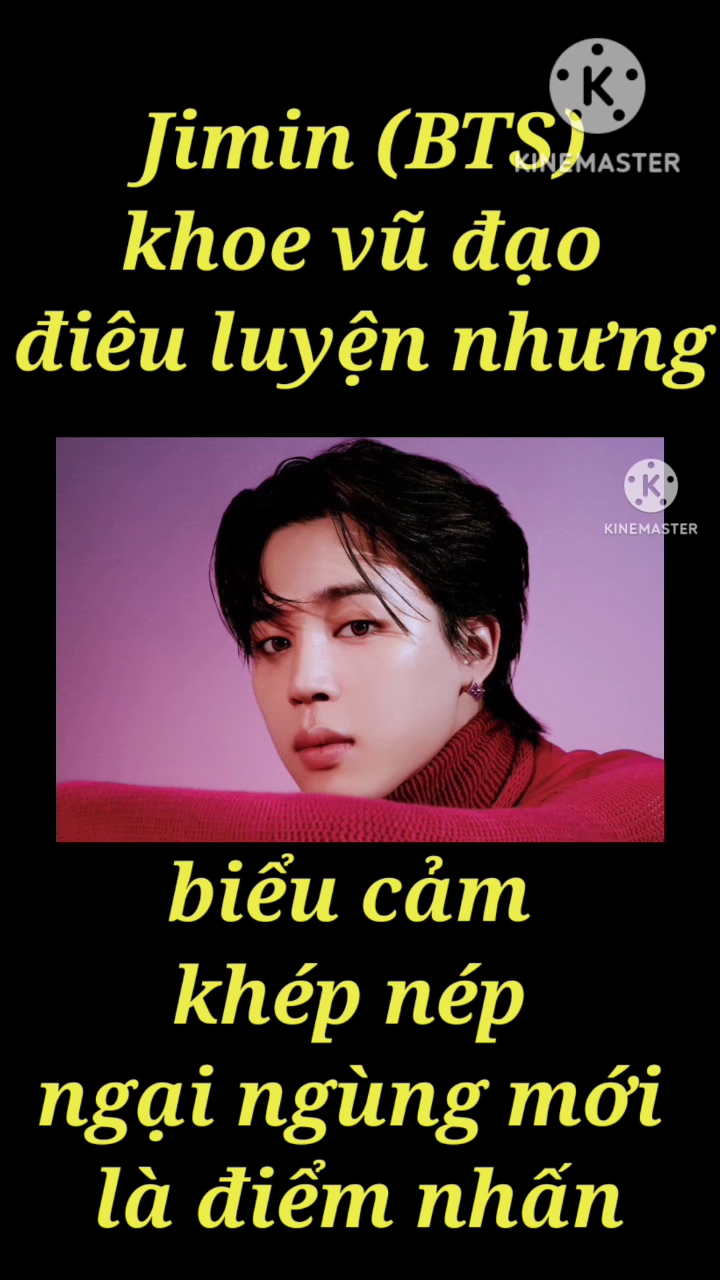 Jimin (BTS)
KINEMASTER
khoe vũ đạo
điêu luyện nhưng
KINEMASTER
biểu cảm
khép nép
ngại ngùng mới
là điểm nhấn